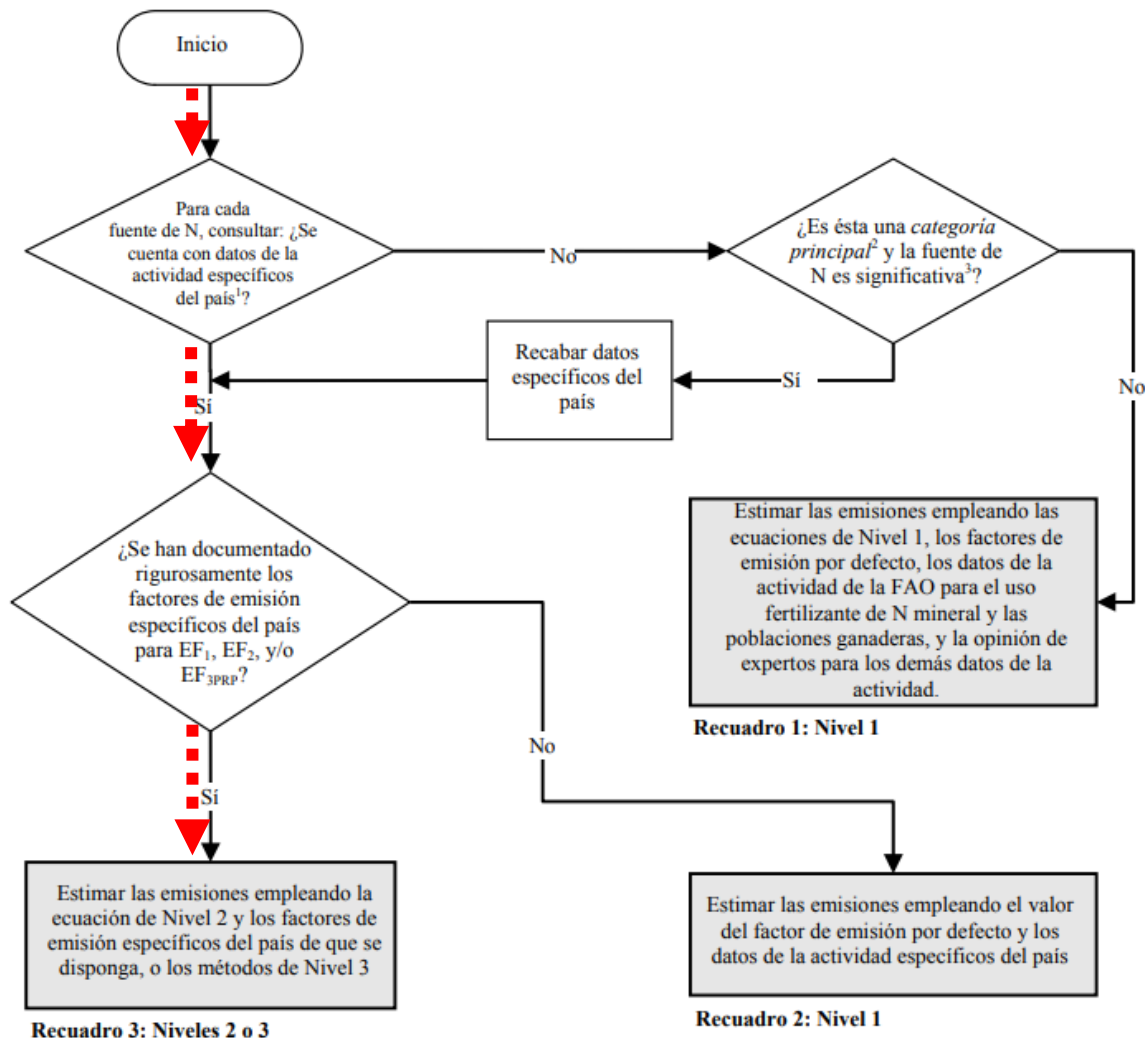 Inicio
Para cada
fuente de N, consultar: ¿Se
cuenta con datos de la
actividad específicos
del país¹?
No
¿Es ésta una categoría
principal² y la fuente de
N es significativa³?
Recabar datos
específicos del
país
Sí
No
Sí
¿Se han documentado
rigurosamente los
factores de emisión
específicos del país
para EF₁, EF₂, y/o
EF₃PRP?
Estimar las emisiones empleando las
ecuaciones de Nivel 1, los factores de
emisión por defecto, los datos de la
actividad de la FAO para el uso
fertilizante de N mineral y las
poblaciones ganaderas, y la opinión de
expertos para los demás datos de la
actividad.
Recuadro 1: Nivel 1
No
Sí
Estimar las emisiones empleando la
ecuación de Nivel 2 y los factores de
emisión específicos del país de que se
disponga, o los métodos de Nivel 3
Recuadro 3: Niveles 2 o 3
Estimar las emisiones empleando el valor
del factor de emisión por defecto y los
datos de la actividad específicos del país
Recuadro 2: Nivel 1